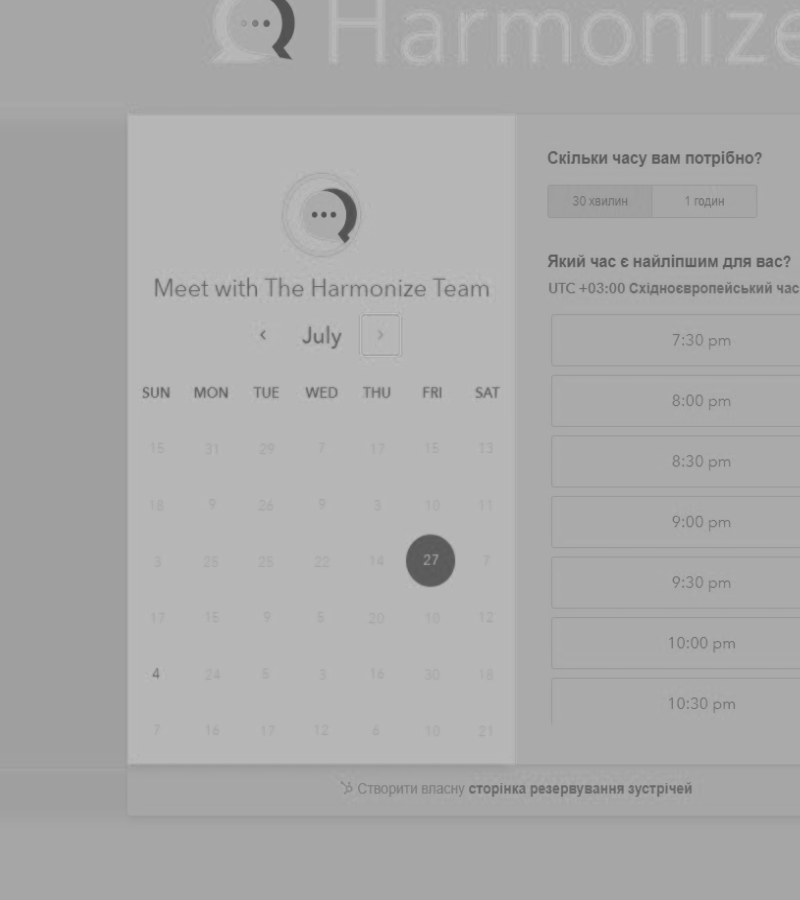 Harmonize
Meet with The Harmonize Team
July
SUN MON TUE WED THU FRI SAT
15 31 29 7 17 15 13
18 9 26 9 3 10 11
3 25 25 22 14 27 7
17 15 9 5 20 10 12
4 24 5 3 16 30 18
7 16 17 12 6 10 21
Скільки часу вам потрібно?
30 хвилин 1 годин
Який час є найліпшим для вас?
UTC +03:00 Східноєвропейський час
7:30 pm
8:00 pm
8:30 pm
9:00 pm
9:30 pm
10:00 pm
10:30 pm
Створити власну сторінка резервування зустрічей